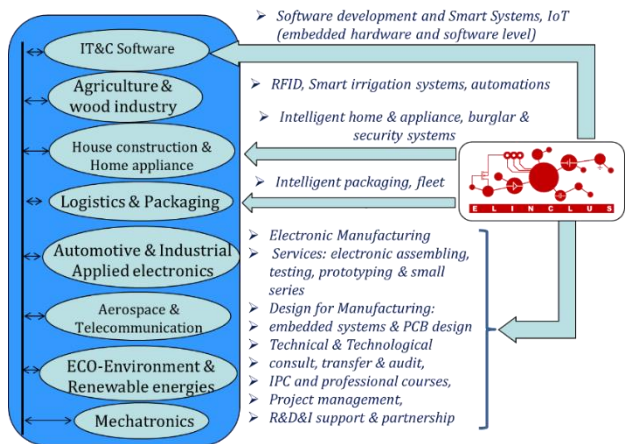 Software development and Smart Systems, IoT
(embedded hardware and software level)
IT&C Software
Agriculture &
wood industry
RFID, Smart irrigation systems, automations
Intelligent home & appliance, burglar &
security systems
House construction &
Home appliance
Intelligent packaging, fleet
Logistics & Packaging
E L I N C L U S
Automotive & Industrial
Applied electronics
Aerospace &
Telecommunication
ECO-Environment &
Renewable energies
Mechatronics
Electronic Manufacturing
Services: electronic assembling,
testing, prototyping & small
series
Design for Manufacturing:
embedded systems & PCB design
Technical & Technological
consult, transfer & audit,
IPC and professional courses,
Project management,
R&D&I support & partnership